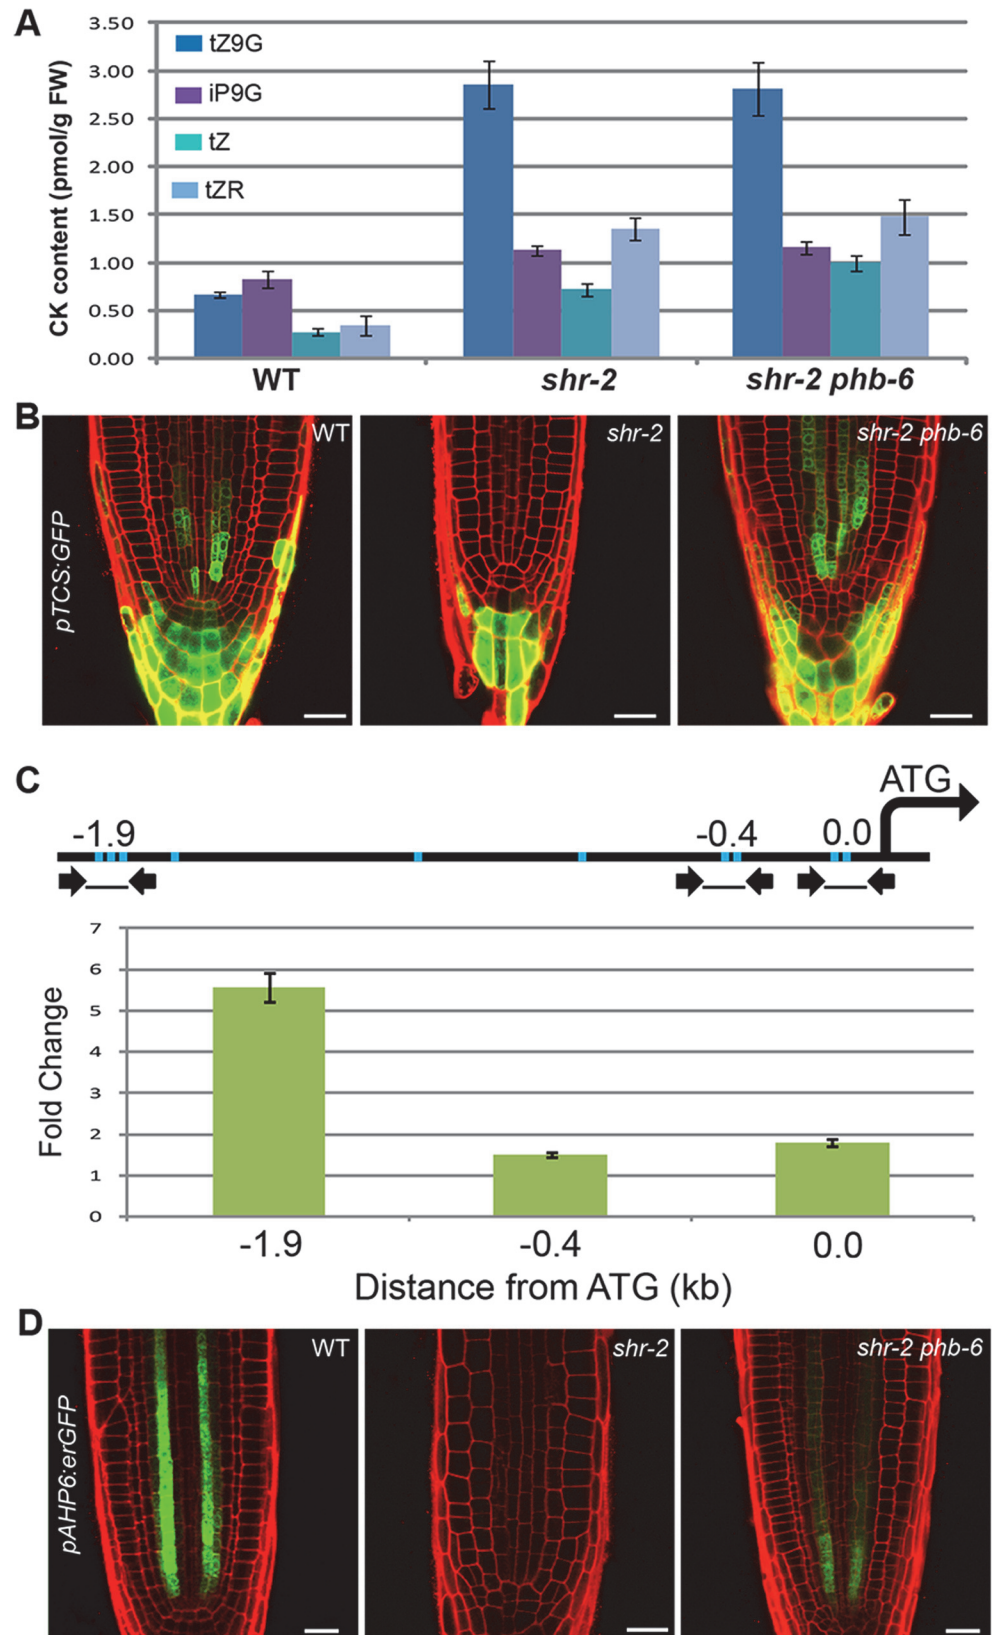 A
CK content (pmol/g FW)
3.50
3.00
2.50
2.00
1.50
1.00
0.50
0.00
tZ9G
iP9G
tZ
tZR
WT
shr-2
shr-2 phb-6
B
pTCS:GFP
WT
shr-2
shr-2 phb-6
C
ATG
-1.9
-0.4
0.0
Fold Change
7
6
5
4
3
2
1
0
-1.9
-0.4
0.0
Distance from ATG (kb)
D
pAHP6:erGFP
WT
shr-2
shr-2 phb-6